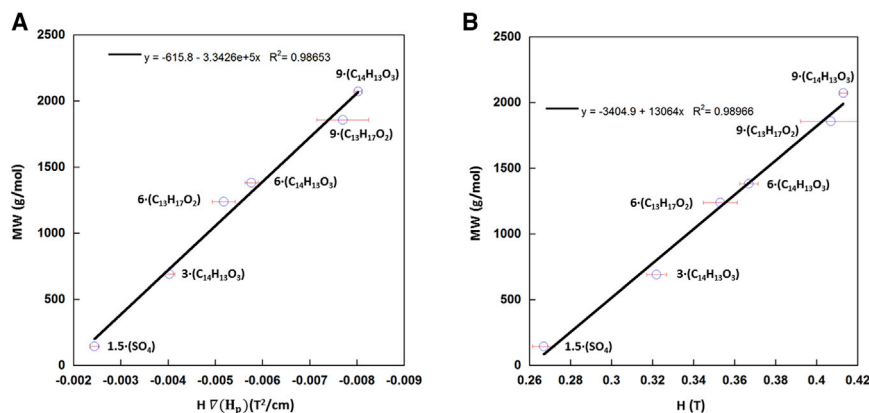 A
2500
y = -615.8 - 3.3426e+5x R²= 0.98653
9·(C₁₄H₁₃O₃)
2000
9·(C₁₃H₁₇O₂)
1500
6·(C₁₄H₁₃O₃)
6·(C₁₃H₁₇O₂)
MW (g/mol)
1000
3·(C₁₄H₁₃O₃)
500
1.5·(SO₄)
0
-0.002 -0.003 -0.004 -0.005 -0.006 -0.007 -0.008 -0.009
H ∇(Hₚ)(T²/cm)
B
2500
9·(C₁₄H₁₃O₃)
2000
y = -3404.9 + 13064x R²= 0.98966
9·(C₁₃H₁₇O₂)
1500
6·(C₁₄H₁₃O₃)
6·(C₁₃H₁₇O₂)
MW (g/mol)
1000
3·(C₁₄H₁₃O₃)
500
1.5·(SO₄)
0
0.26 0.28 0.3 0.32 0.34 0.36 0.38 0.4 0.42
H (T)